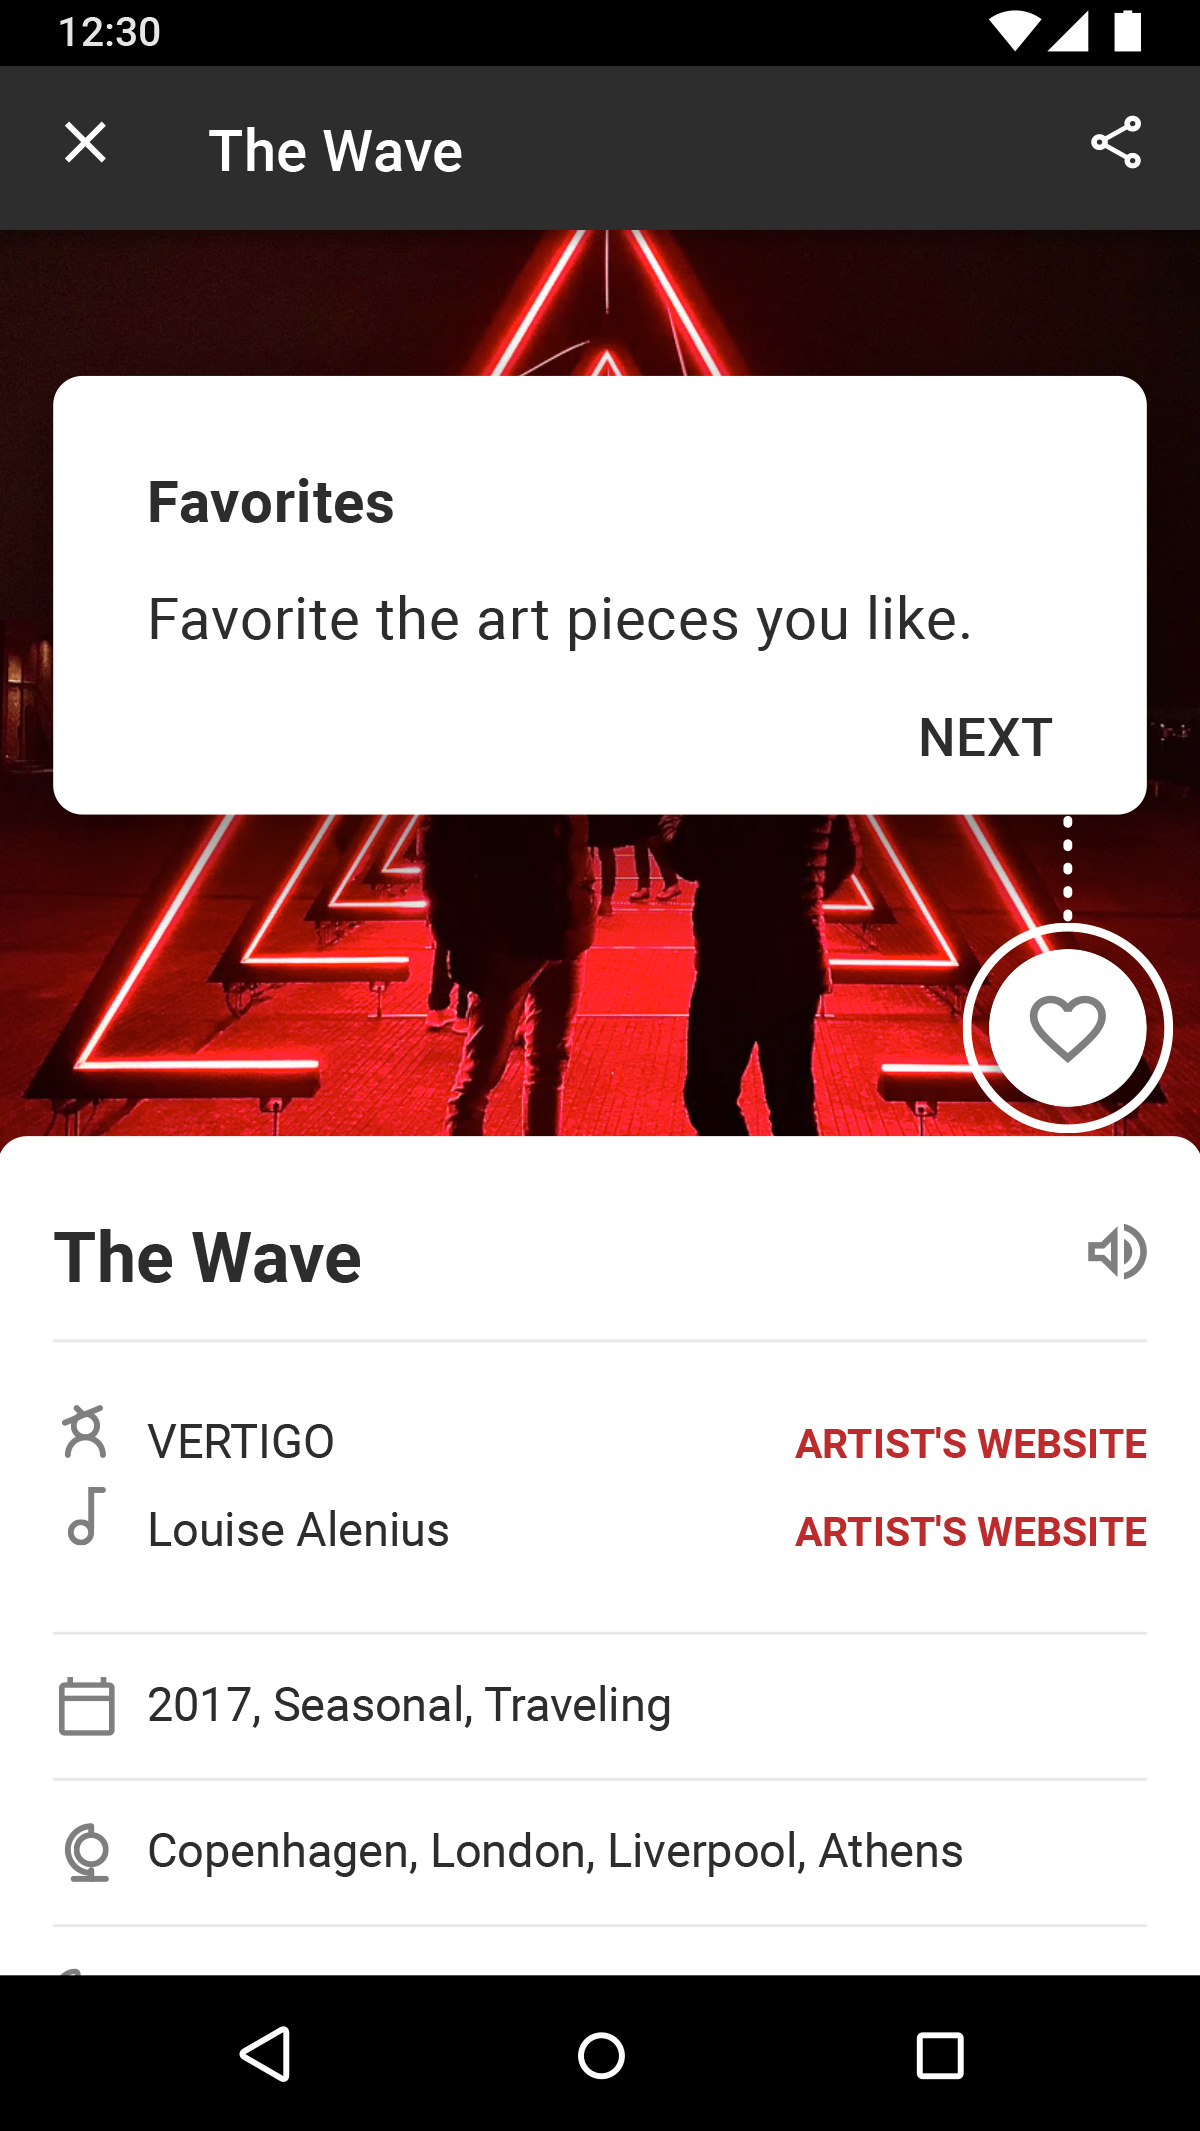 12:30
The Wave
Favorites
Favorite the art pieces you like.
NEXT
The Wave
VERTIGO ARTIST'S WEBSITE
Louise Alenius ARTIST'S WEBSITE
2017, Seasonal, Traveling
Copenhagen, London, Liverpool, Athens